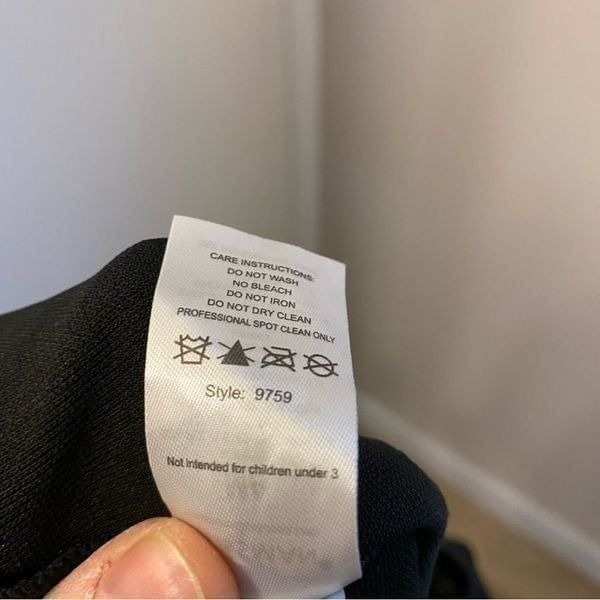 CARE INSTRUCTIONS:
DO NOT WASH
NO BLEACH
DO NOT IRON
DO NOT DRY CLEAN
PROFESSIONAL SPOT CLEAN ONLY
Style: 9759
Not intended for children under 3